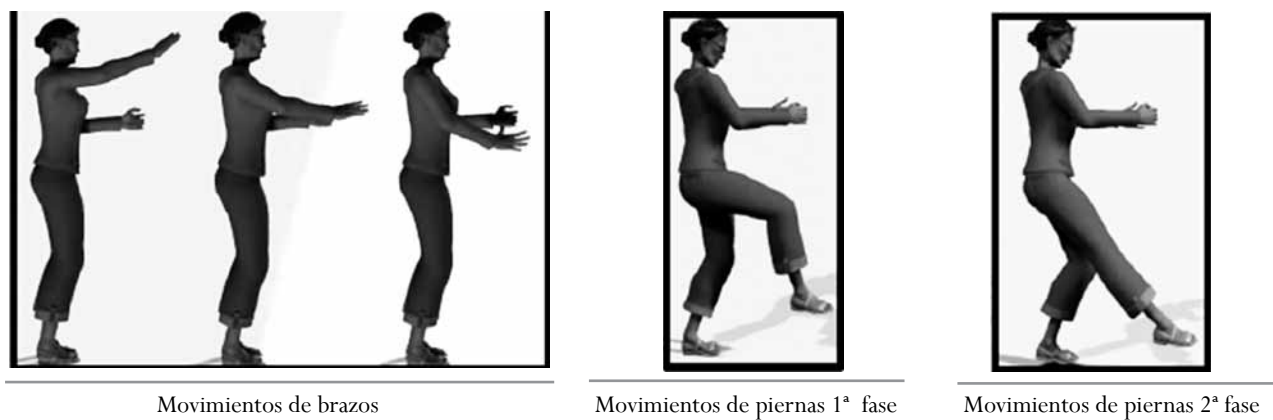 Movimientos de brazos
Movimientos de piernas 1ª fase
Movimientos de piernas 2ª fase